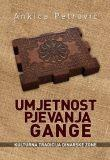 Ankica Petrović
UMJETNOST
PJEVANJA
GANGE
KULTURNA TRADICIJA DINARSKE ZONE